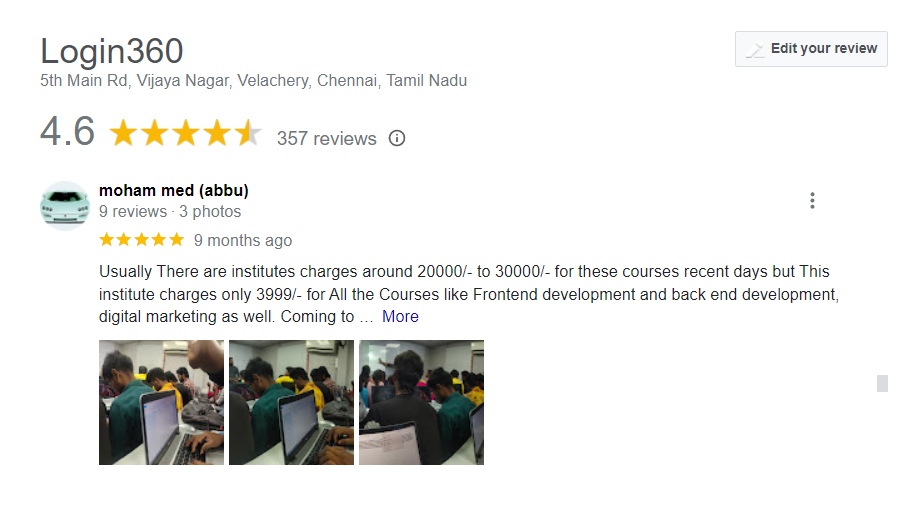 Login360
Edit your review
5th Main Rd, Vijaya Nagar, Velachery, Chennai, Tamil Nadu
4.6 357 reviews
moham med (abbu)
9 reviews · 3 photos
9 months ago
Usually There are institutes charges around 20000/- to 30000/- for these courses recent days but This
institute charges only 3999/- for All the Courses like Frontend development and back end development,
digital marketing as well. Coming to … More